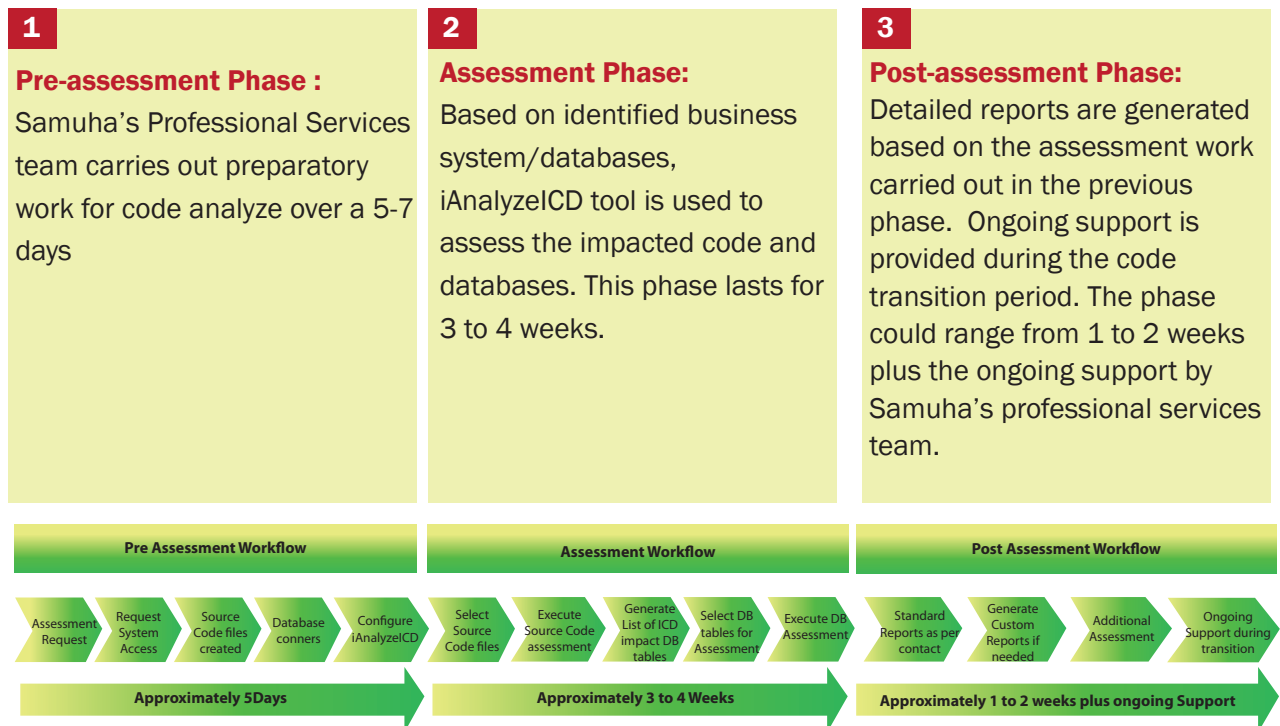 1
Pre-assessment Phase :
Samuha's Professional Services
team carries out preparatory
work for code analyze over a 5-7
days
2
Assessment Phase:
Based on identified business
system/databases,
iAnalyzeICD tool is used to
assess the impacted code and
databases. This phase lasts for
3 to 4 weeks.
3
Post-assessment Phase:
Detailed reports are generated
based on the assessment work
carried out in the previous
phase.  Ongoing support is
provided during the code
transition period. The phase
could range from 1 to 2 weeks
plus the ongoing support by
Samuha's professional services
team.
Pre Assessment Workflow
Assessment
Request
Request
System
Access
Source
Code files
created
Database
conners
Configure
iAnalyzeICD
Approximately 5Days
Assessment Workflow
Select
Source
Code files
Execute
Source Code
assessment
Generate
List of ICD
impact DB
tables
Select DB
tables for
Assessment
Execute DB
Assessment
Approximately 3 to 4 Weeks
Post Assessment Workflow
Standard
Reports as per
contact
Generate
Custom
Reports if
needed
Additional
Assessment
Ongoing
Support during
transition
Approximately 1 to 2 weeks plus ongoing Support